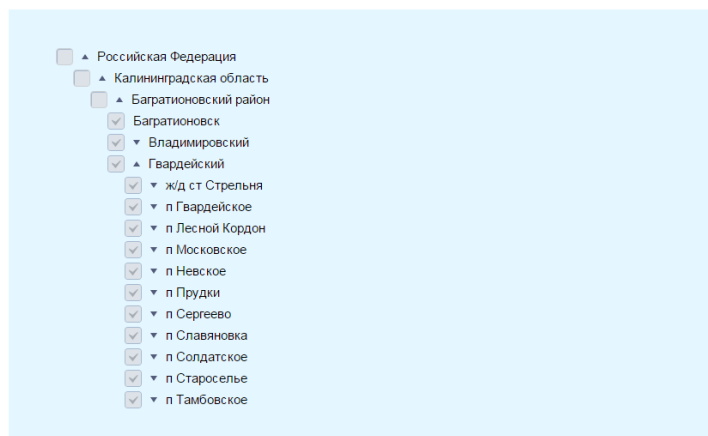 Российская Федерация
Калининградская область
Багратионовский район
Багратионовск
Владимировский
Гвардейский
ж/д ст Стрельня
п Гвардейское
п Лесной Кордон
п Московское
п Невское
п Прудки
п Сергеево
п Славяновка
п Солдатское
п Староселье
п Тамбовское